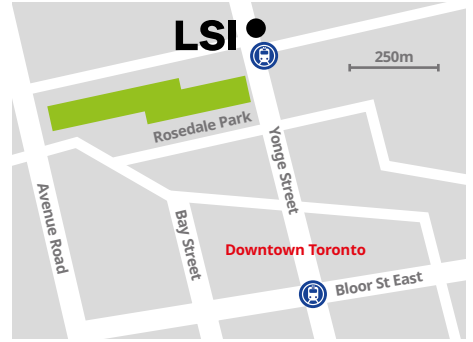 LSI
250m
Rosedale Park
Yonge Street
Avenue Road
Bay Street
Downtown Toronto
Bloor St East